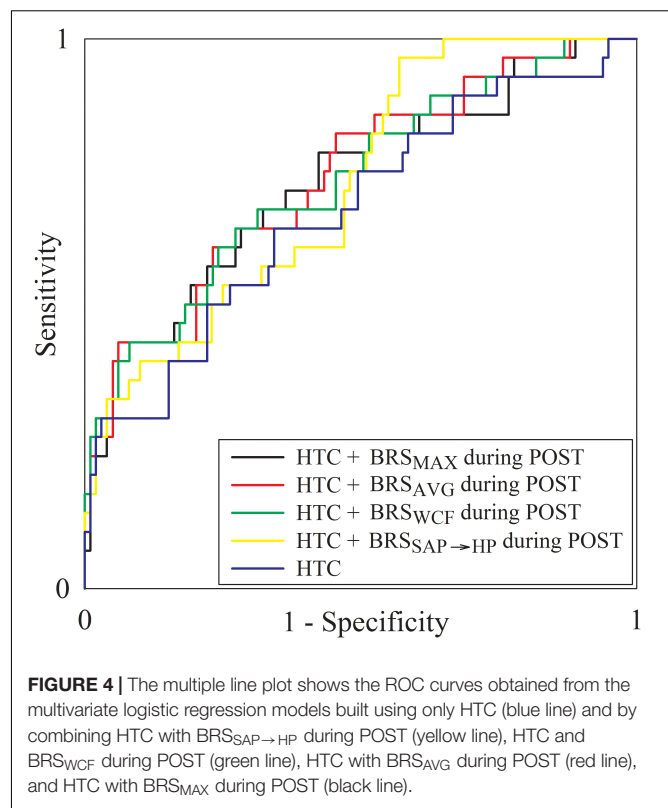 1
Sensitivity
HTC + BRSMAX during POST
HTC + BRSAVG during POST
HTC + BRSWCF during POST
HTC + BRSSAP→HP during POST
HTC
0
0 1 - Specificity 1
FIGURE 4 | The multiple line plot shows the ROC curves obtained from the
multivariate logistic regression models built using only HTC (blue line) and by
combining HTC with BRSSAP→HP during POST (yellow line), HTC and
BRSWCF during POST (green line), HTC with BRSAVG during POST (red line),
and HTC with BRSMAX during POST (black line).